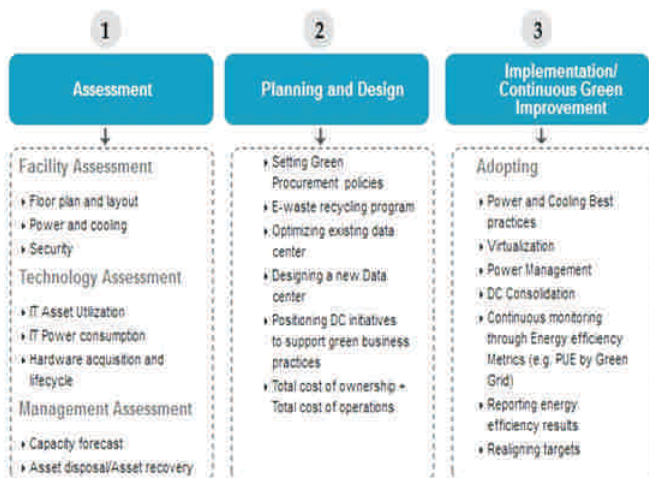 1
Assessment
Facility Assessment
Floor plan and layout
Power and cooling
Security
Technology Assessment
IT Asset Utilization
IT Power consumption
Hardware acquisition and
lifecycle
Management Assessment
Capacity forecast
Asset disposal/Asset recovery
2
Planning and Design
Setting Green
Procurement policies
E-waste recycling program
Optimizing existing data
center
Designing a new Data
center
Positioning DC initiatives
to support green business
practices
Total cost of ownership +
Total cost of operations
3
Implementation/
Continuous Green
Improvement
Adopting
Power and Cooling Best
practices
Virtualization
Power Management
DC Consolidation
Continuous monitoring
through Energy efficiency
Metrics (e.g. PUE by Green
Grid)
Reporting energy
efficiency results
Realigning targets